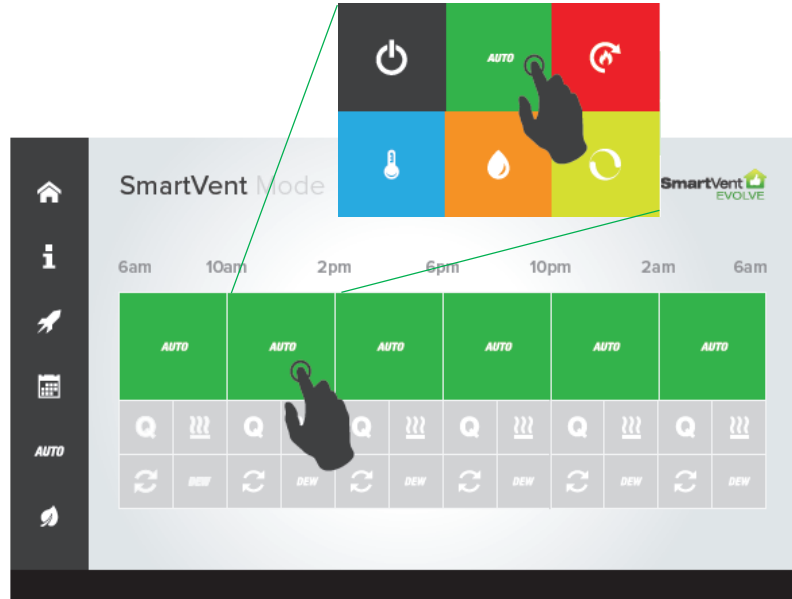 AUTO
SmartVent Mode
SmartVent
EVOLVE
6am 10am 2pm 6pm 10pm 2am 6am
AUTO AUTO AUTO AUTO AUTO AUTO
Q Q Q Q Q Q
AUTO
DEW DEW DEW DEW DEW DEW